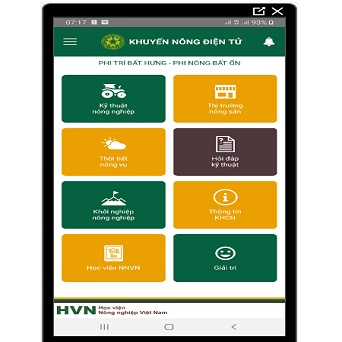 07:17
93%
KHUYẾN NÔNG ĐIỆN TỬ
PHI TRÍ BẤT HƯNG - PHI NÔNG BẤT ỔN
Kỹ thuật
nông nghiệp
Thị trường
nông sản
Thời tiết
nông vụ
Hỏi đáp
kỹ thuật
Khởi nghiệp
nông nghiệp
Thông tin
KHCN
Học viện NNVN
Giải trí
HVN
Học viện
Nông nghiệp Việt Nam